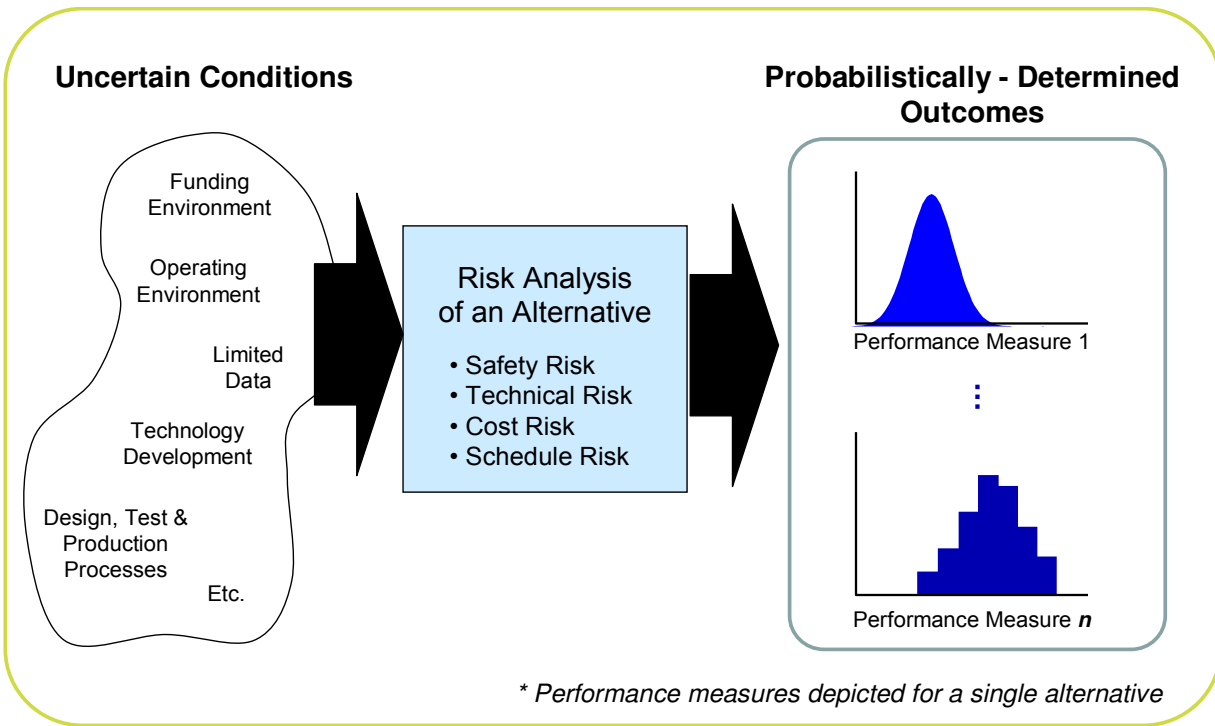 Uncertain Conditions
Funding
Environment
Operating
Environment
Limited
Data
Technology
Development
Design, Test &
Production
Processes
Etc.
Risk Analysis
of an Alternative
• Safety Risk
• Technical Risk
• Cost Risk
• Schedule Risk
Probabilistically - Determined
Outcomes
Performance Measure 1
Performance Measure n
* Performance measures depicted for a single alternative